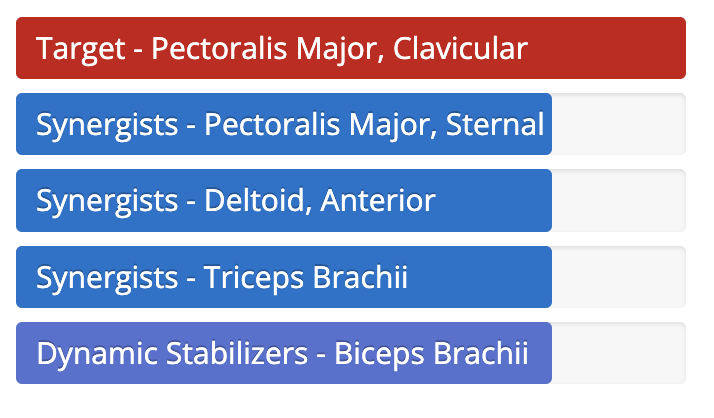 Target - Pectoralis Major, Clavicular
Synergists - Pectoralis Major, Sternal
Synergists - Deltoid, Anterior
Synergists - Triceps Brachii
Dynamic Stabilizers - Biceps Brachii